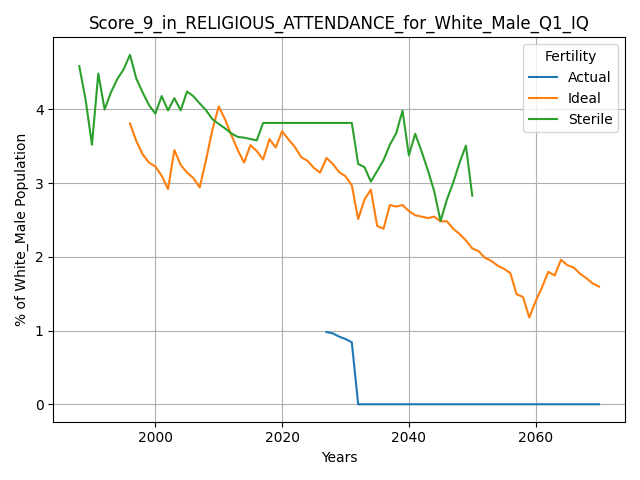 Score_9_in_RELIGIOUS_ATTENDANCE_for_White_Male_Q1_IQ
Fertility
Actual
Ideal
Sterile
% of White_Male Population
4
3
2
1
0
2000
2020
2040
2060
Years